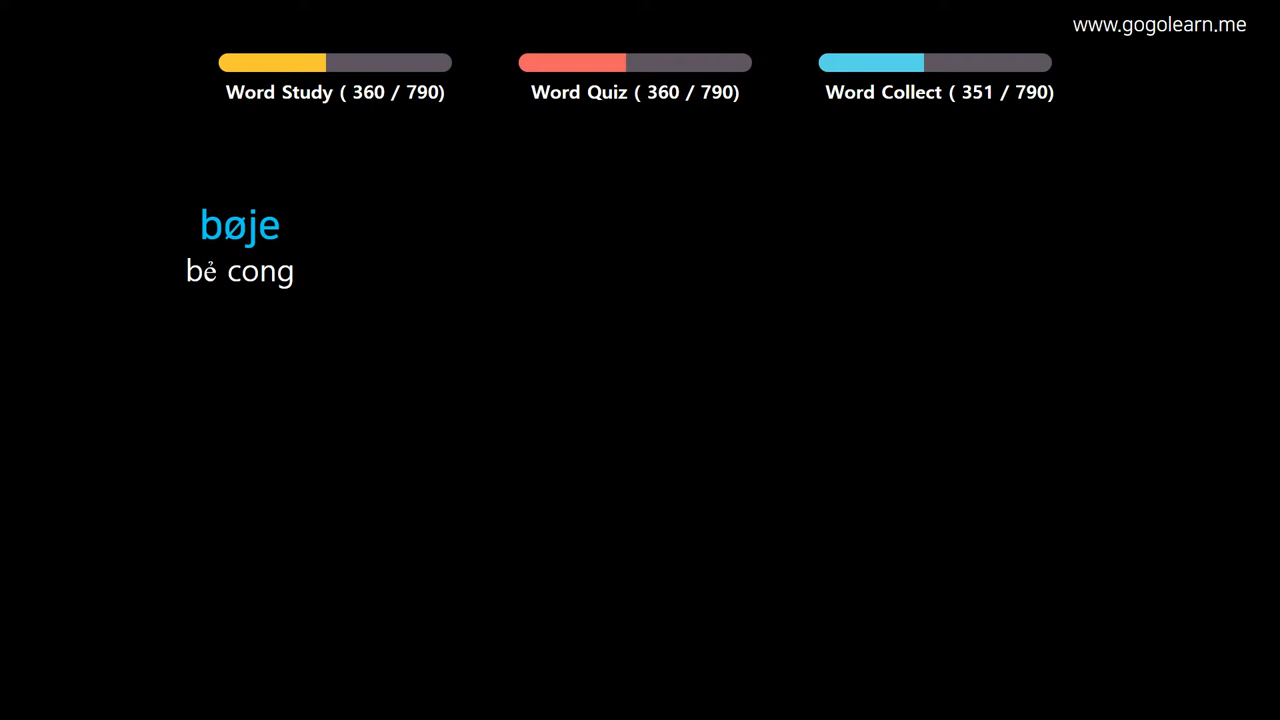 www.gogolearn.me
Word Study ( 360 / 790)
Word Quiz ( 360 / 790)
Word Collect ( 351 / 790)
bøje
bẻ cong